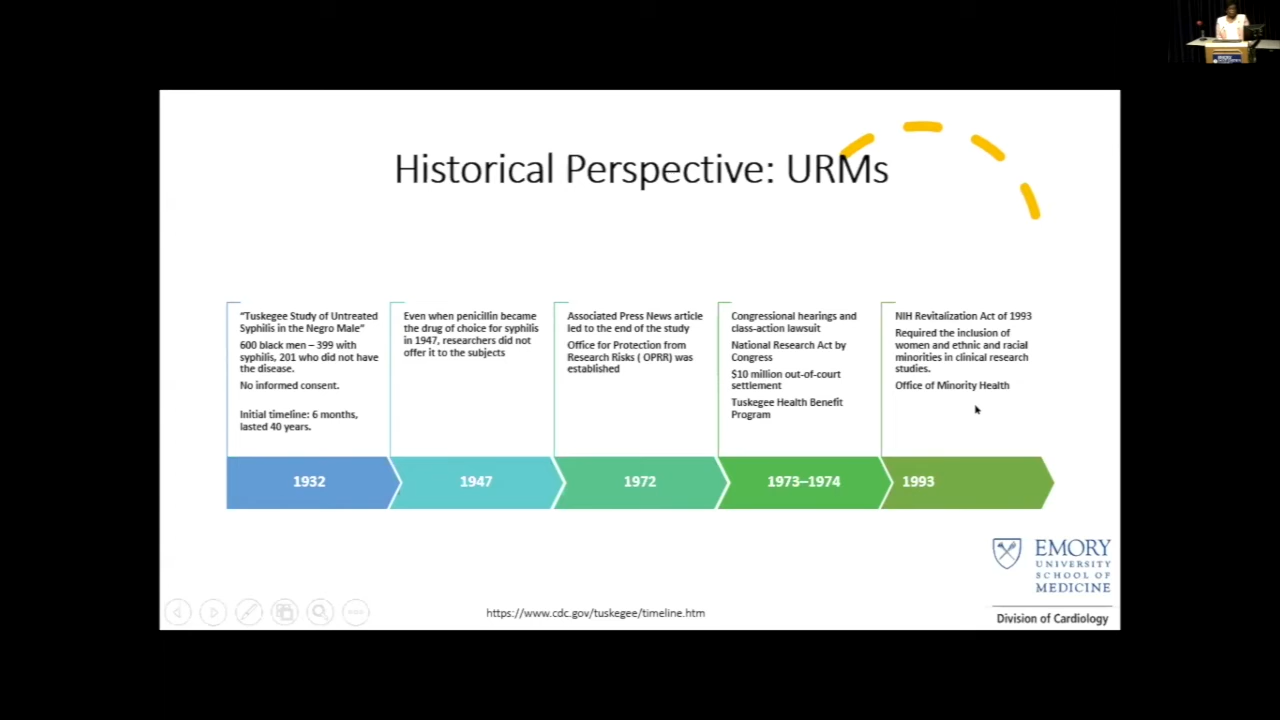 Historical Perspective: URMs
"Tuskegee Study of Untreated
Syphilis in the Negro Male"
600 black men – 399 with
syphilis, 201 who did not have
the disease.
No informed consent.
Initial timeline: 6 months,
lasted 40 years.
1932
Even when penicillin became
the drug of choice for syphilis
in 1947, researchers did not
offer it to the subjects
1947
Associated Press News article
led to the end of the study
Office for Protection from
Research Risks ( OPRR) was
established
1972
Congressional hearings and
class-action lawsuit
National Research Act by
Congress
$10 million out-of-court
settlement
Tuskegee Health Benefit
Program
1973–1974
NIH Revitalization Act of 1993
Required the inclusion of
women and ethnic and racial
minorities in clinical research
studies.
Office of Minority Health
1993
EMORY
UNIVERSITY
SCHOOL OF
MEDICINE
Division of Cardiology
https://www.cdc.gov/tuskegee/timeline.htm